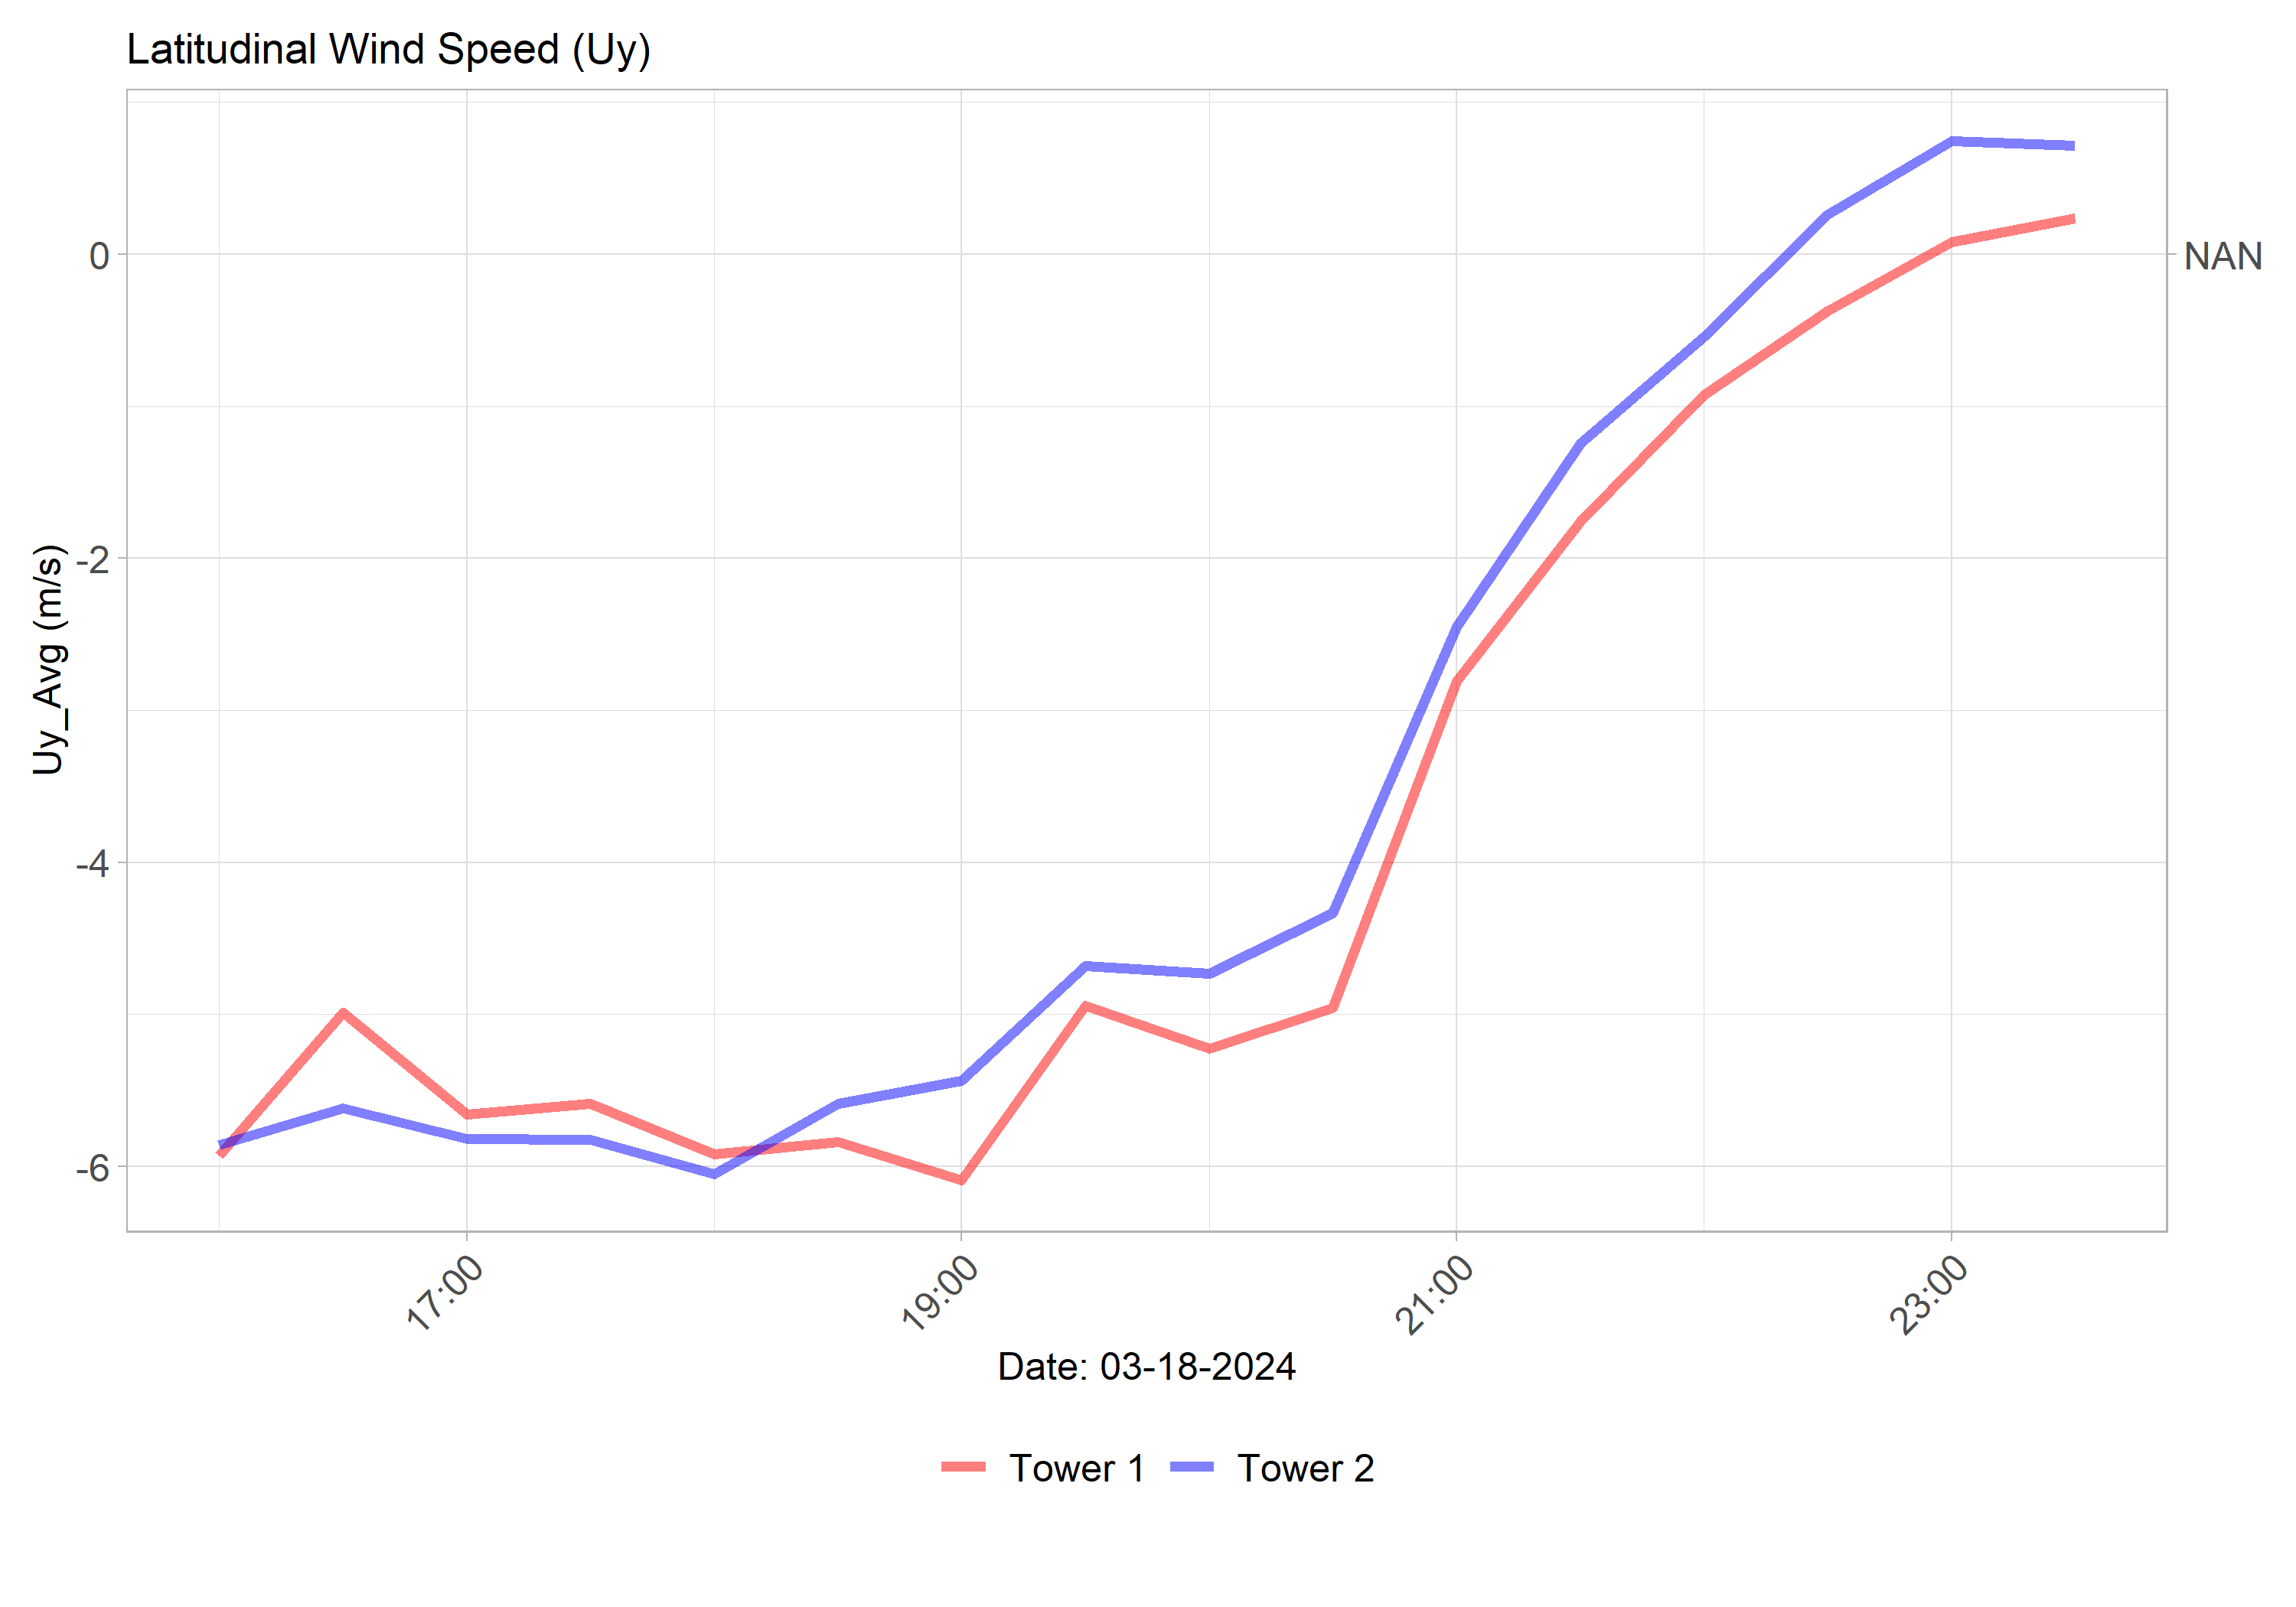 Latitudinal Wind Speed (Uy)
Uy_Avg (m/s)
0
-2
-4
-6
NAN
17:00
19:00
21:00
23:00
Date: 03-18-2024
Tower 1
Tower 2